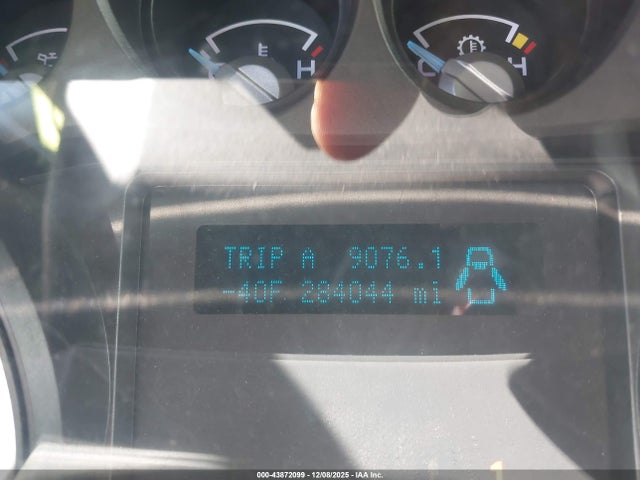 C H
C H
TRIP A 9076.1
-40F 284044 mi
000-43872099 • 12/08/2025 • IAA Inc.